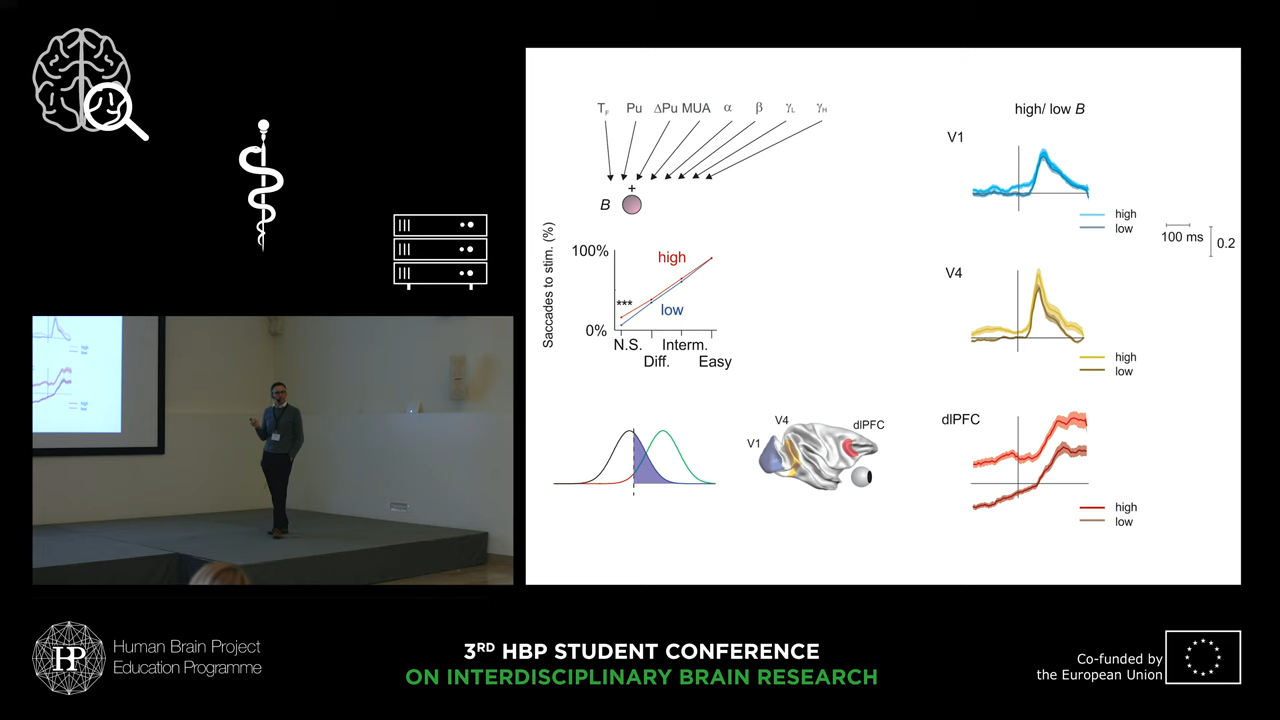 T_F Pu ΔPu MUA α β γ_L γ_H
B +
Saccades to stim. (%)
100%
high
***
low
0%
N.S. Interm.
Diff. Easy
V1 V4 dlPFC
high/ low B
V1
high
low
100 ms 0.2
V4
high
low
dlPFC
high
low
HP
Human Brain Project
Education Programme
3RD HBP STUDENT CONFERENCE
ON INTERDISCIPLINARY BRAIN RESEARCH
Co-funded by
the European Union